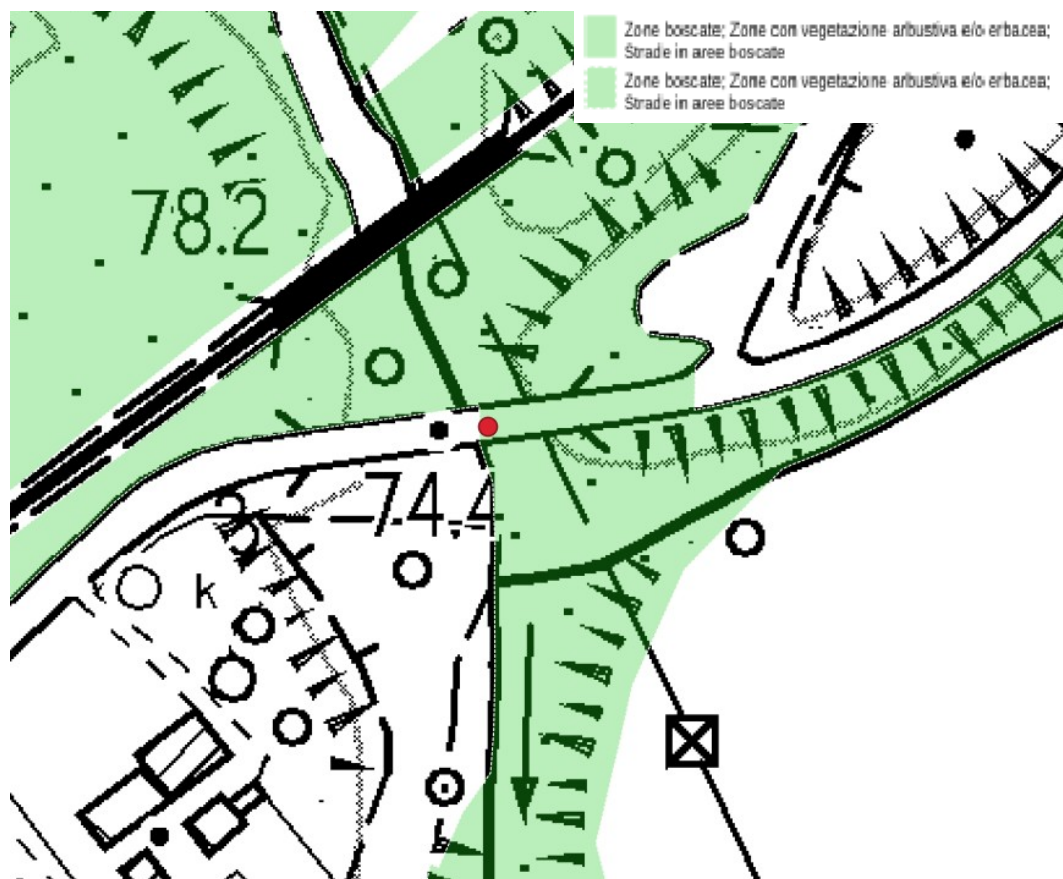 Zone boscate; Zone con vegetazione arbustiva e/o erbacea;
Strade in aree boscate
Zone boscate; Zone con vegetazione arbustiva e/o erbacea;
Strade in aree boscate
78.2
74.4
k